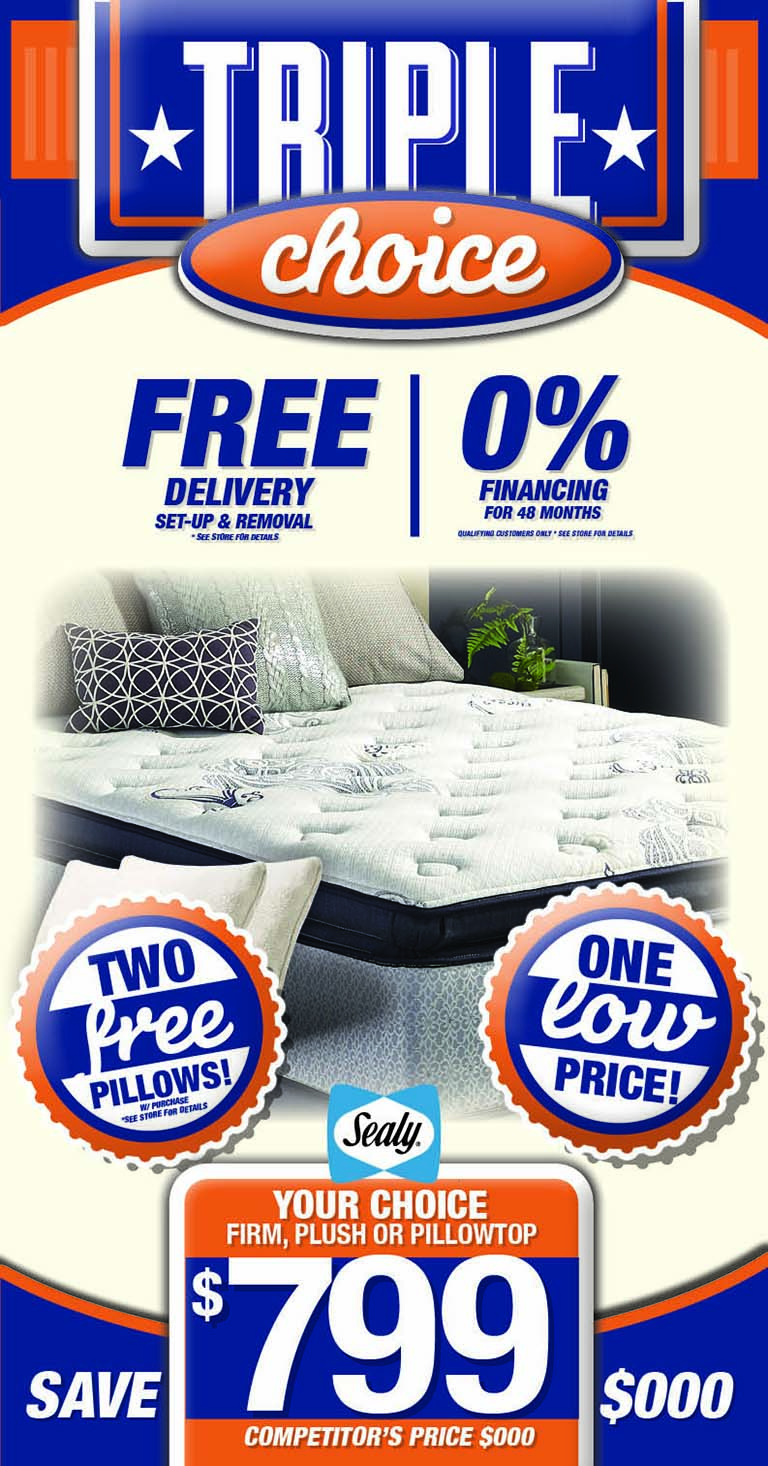 TRIPLE
choice
FREE
DELIVERY
SET-UP & REMOVAL
* SEE STORE FOR DETAILS
0%
FINANCING
FOR 48 MONTHS
QUALIFYING CUSTOMERS ONLY * SEE STORE FOR DETAILS
TWO
free
PILLOWS!
W/ PURCHASE
*SEE STORE FOR DETAILS
ONE
low
PRICE!
Sealy®
YOUR CHOICE
FIRM, PLUSH OR PILLOWTOP
$799
SAVE $000
COMPETITOR'S PRICE $000